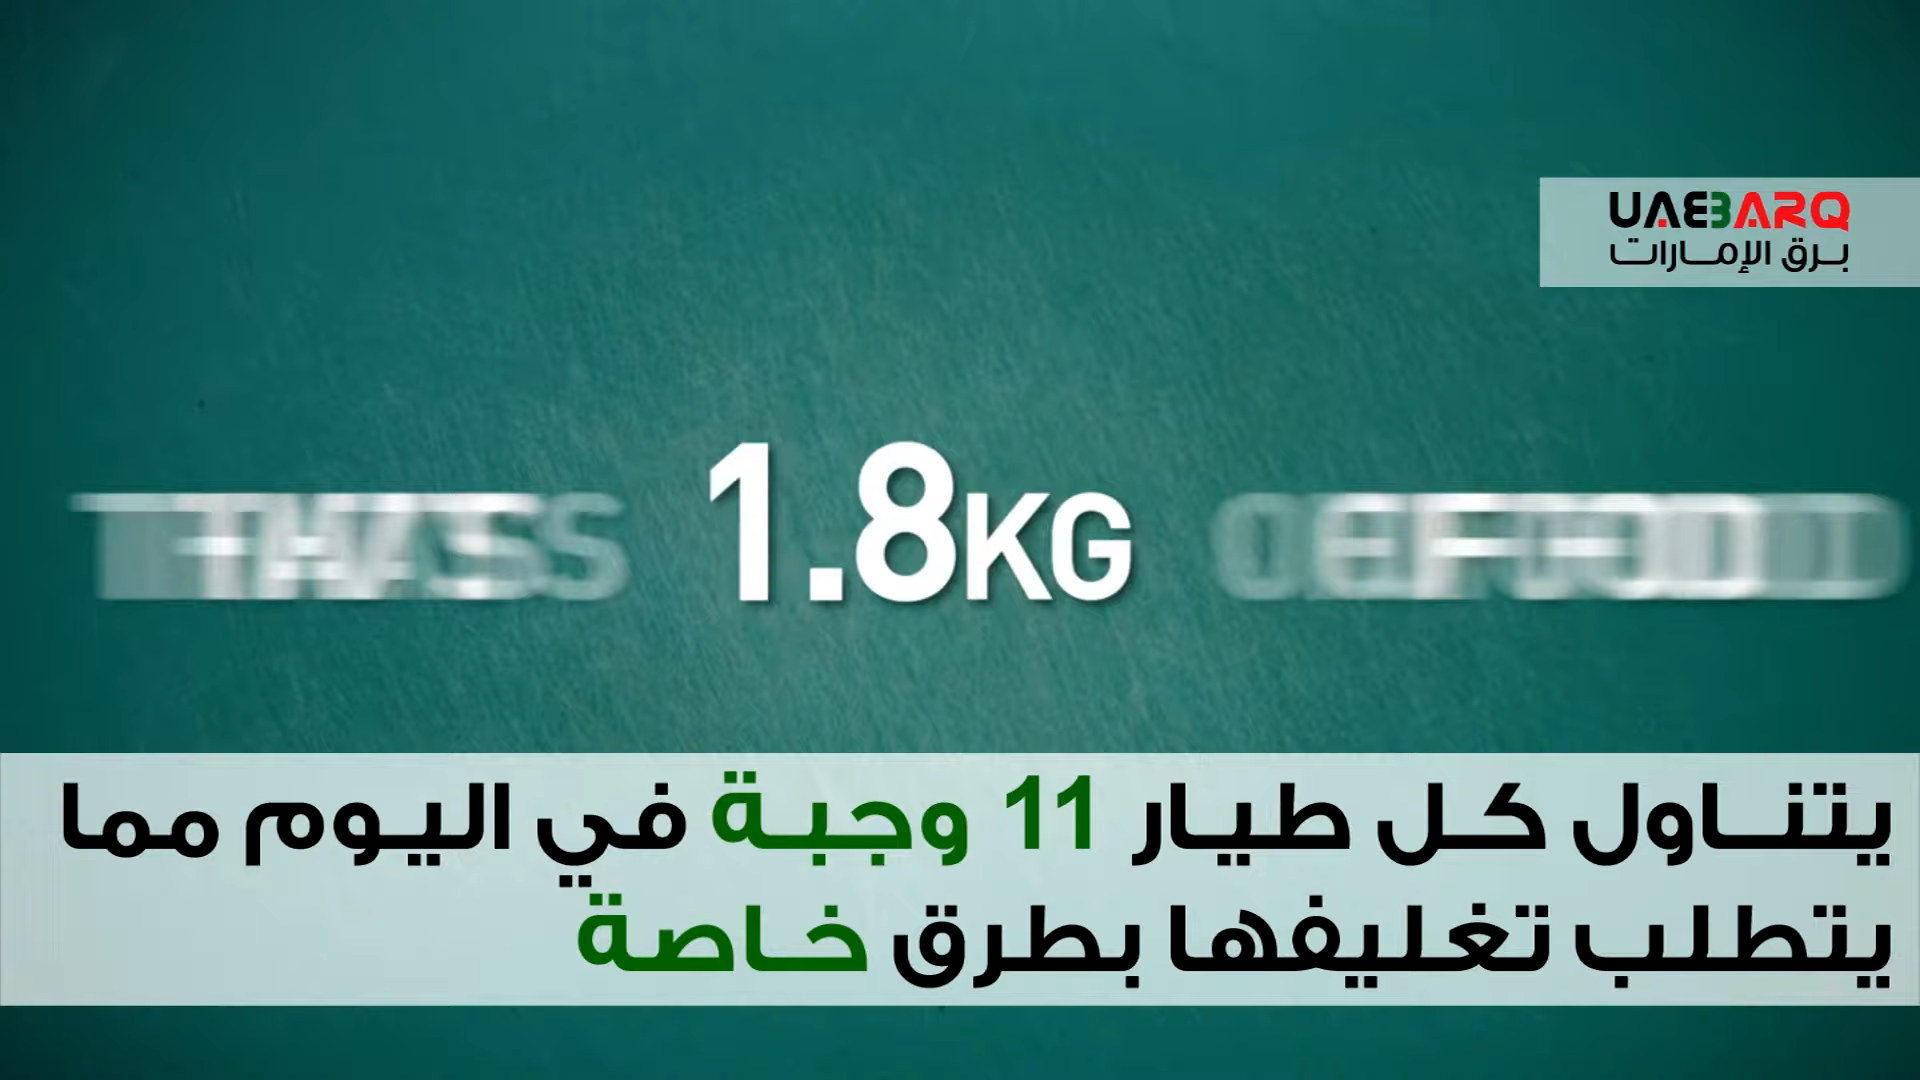 UAEBARQ
برق الإمارات
1.8KG
يتناول كل طيار 11 وجبة في اليوم مما
يتطلب تغليفها بطرق خاصة